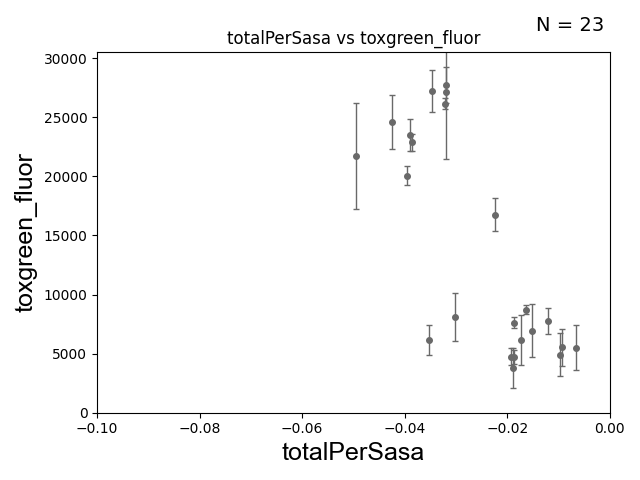 N = 23
totalPerSasa vs toxgreen_fluor
30000
25000
20000
15000
10000
5000
0
toxgreen_fluor
−0.10 −0.08 −0.06 −0.04 −0.02 0.00
totalPerSasa